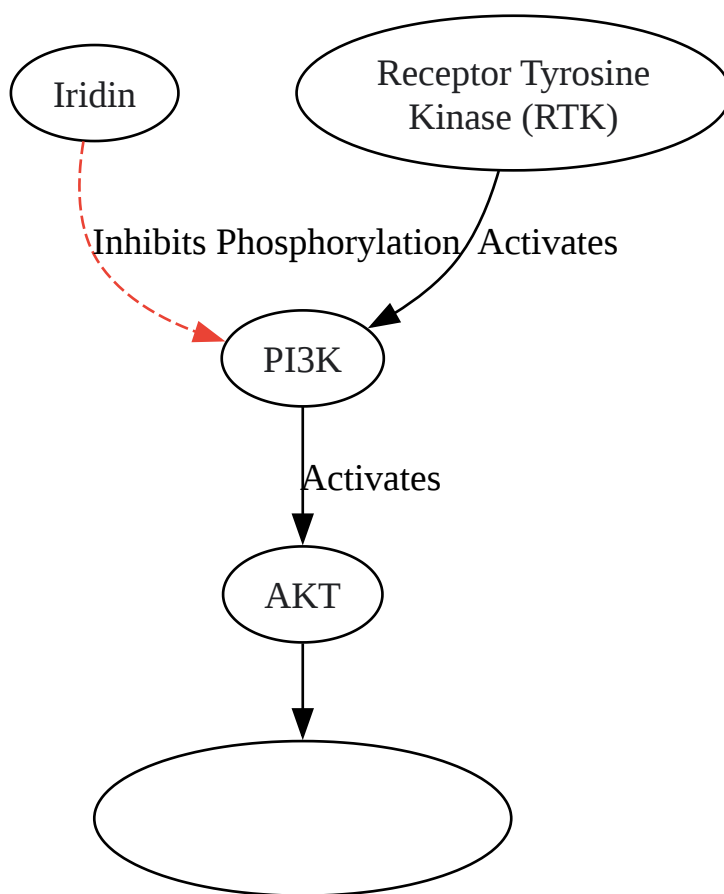 Iridin
Receptor Tyrosine
Kinase (RTK)
Inhibits Phosphorylation
Activates
PI3K
Activates
AKT